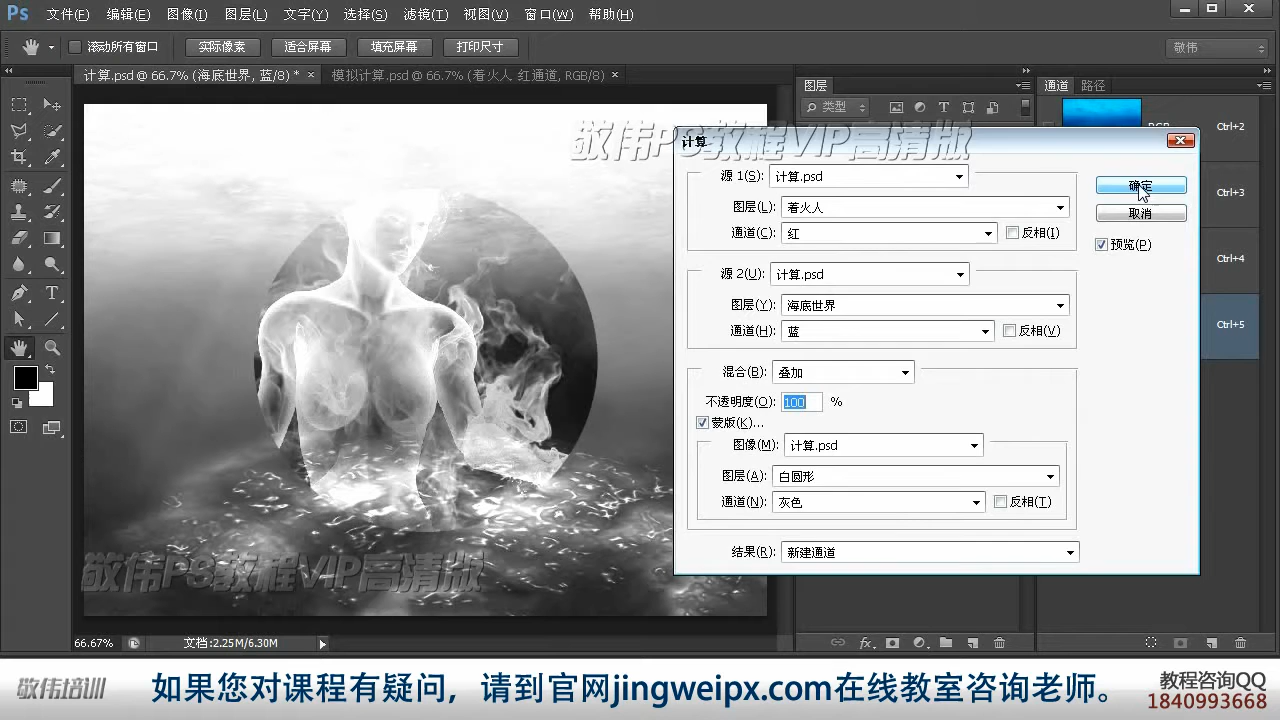 Ps 文件(F) 编辑(E) 图像(I) 图层(L) 文字(Y) 选择(S) 滤镜(T) 视图(V) 窗口(W) 帮助(H)
滚动所有窗口 实际像素 适合屏幕 填充屏幕 打印尺寸 敬伟
计算.psd @ 66.7% (海底世界, 蓝/8) * × 模拟计算.psd @ 66.7% (着火人 红通道, RGB/8) ×
图层 通道 路径
类型
RGB Ctrl+2
Ctrl+3
Ctrl+4
Ctrl+5
敬伟PS教程VIP高清版
计算
源 1(S): 计算.psd
图层(L): 着火人
通道(C): 红 反相(I)
源 2(U): 计算.psd
图层(Y): 海底世界
通道(H): 蓝 反相(V)
混合(B): 叠加
不透明度(O): 100 %
蒙版(K)...
图像(M): 计算.psd
图层(A): 白圆形
通道(N): 灰色 反相(T)
结果(R): 新建通道
确定
取消
预览(P)
敬伟PS教程VIP高清版
66.67% 文档:2.25M/6.30M
敬伟培训
如果您对课程有疑问，请到官网jingweipx.com在线教室咨询老师。
教程咨询QQ
1840993668